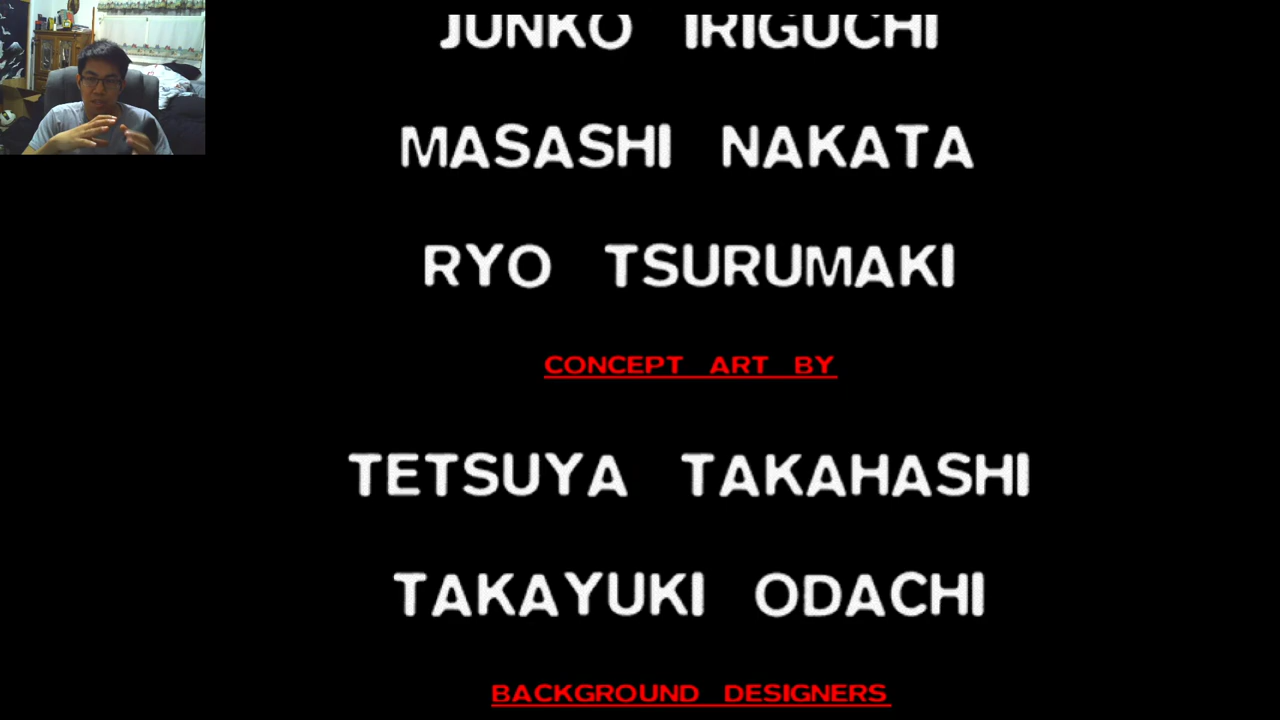 JUNKO IRIGUCHI
MASASHI NAKATA
RYO TSURUMAKI
CONCEPT ART BY
TETSUYA TAKAHASHI
TAKAYUKI ODACHI
BACKGROUND DESIGNERS